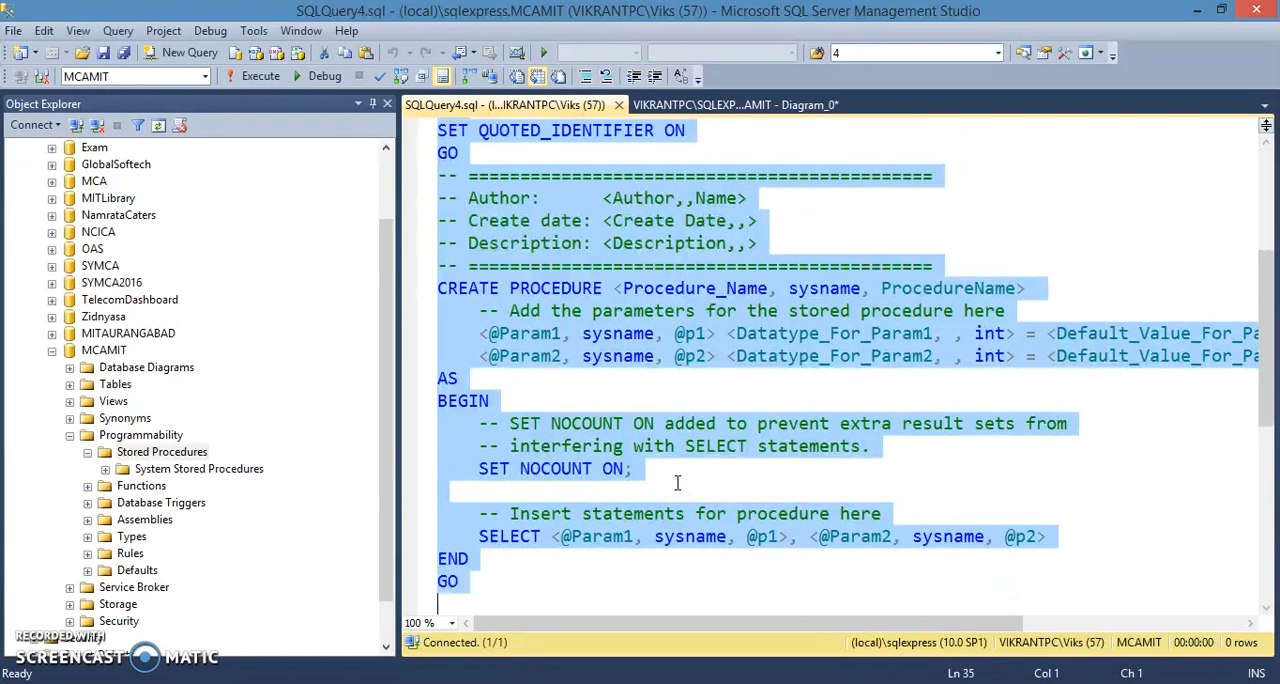 SQLQuery4.sql - (local)\sqlexpress.MCAMIT (VIKRANTPC\Viks (57)) - Microsoft SQL Server Management Studio
File Edit View Query Project Debug Tools Window Help
New Query
4
MCAMIT
Execute
Debug
Object Explorer
Connect
Exam
GlobalSoftech
MCA
MITLibrary
NamrataCaters
NCICA
OAS
SYMCA
SYMCA2016
TelecomDashboard
Zidnyasa
MITAURANGABAD
MCAMIT
Database Diagrams
Tables
Views
Synonyms
Programmability
Stored Procedures
System Stored Procedures
Functions
Database Triggers
Assemblies
Types
Rules
Defaults
Service Broker
Storage
Security
Security
RECORDED WITH
SCREENCAST MATIC
SQLQuery4.sql - (l...IKRANTPC\Viks (57))
VIKRANTPC\SQLEXP...AMIT - Diagram_0*
SET QUOTED_IDENTIFIER ON
GO
-- =============================================
-- Author:      <Author,,Name>
-- Create date: <Create Date,,>
-- Description: <Description,,>
-- =============================================
CREATE PROCEDURE <Procedure_Name, sysname, ProcedureName>
-- Add the parameters for the stored procedure here
<@Param1, sysname, @p1> <Datatype_For_Param1, , int> = <Default_Value_For_Pa
<@Param2, sysname, @p2> <Datatype_For_Param2, , int> = <Default_Value_For_Pa
AS
BEGIN
-- SET NOCOUNT ON added to prevent extra result sets from
-- interfering with SELECT statements.
SET NOCOUNT ON;
-- Insert statements for procedure here
SELECT <@Param1, sysname, @p1>, <@Param2, sysname, @p2>
END
GO
100 %
Connected. (1/1)
(local)\sqlexpress (10.0 SP1)
VIKRANTPC\Viks (57)
MCAMIT
00:00:00
0 rows
Ready
Ln 35
Col 1
Ch 1
INS